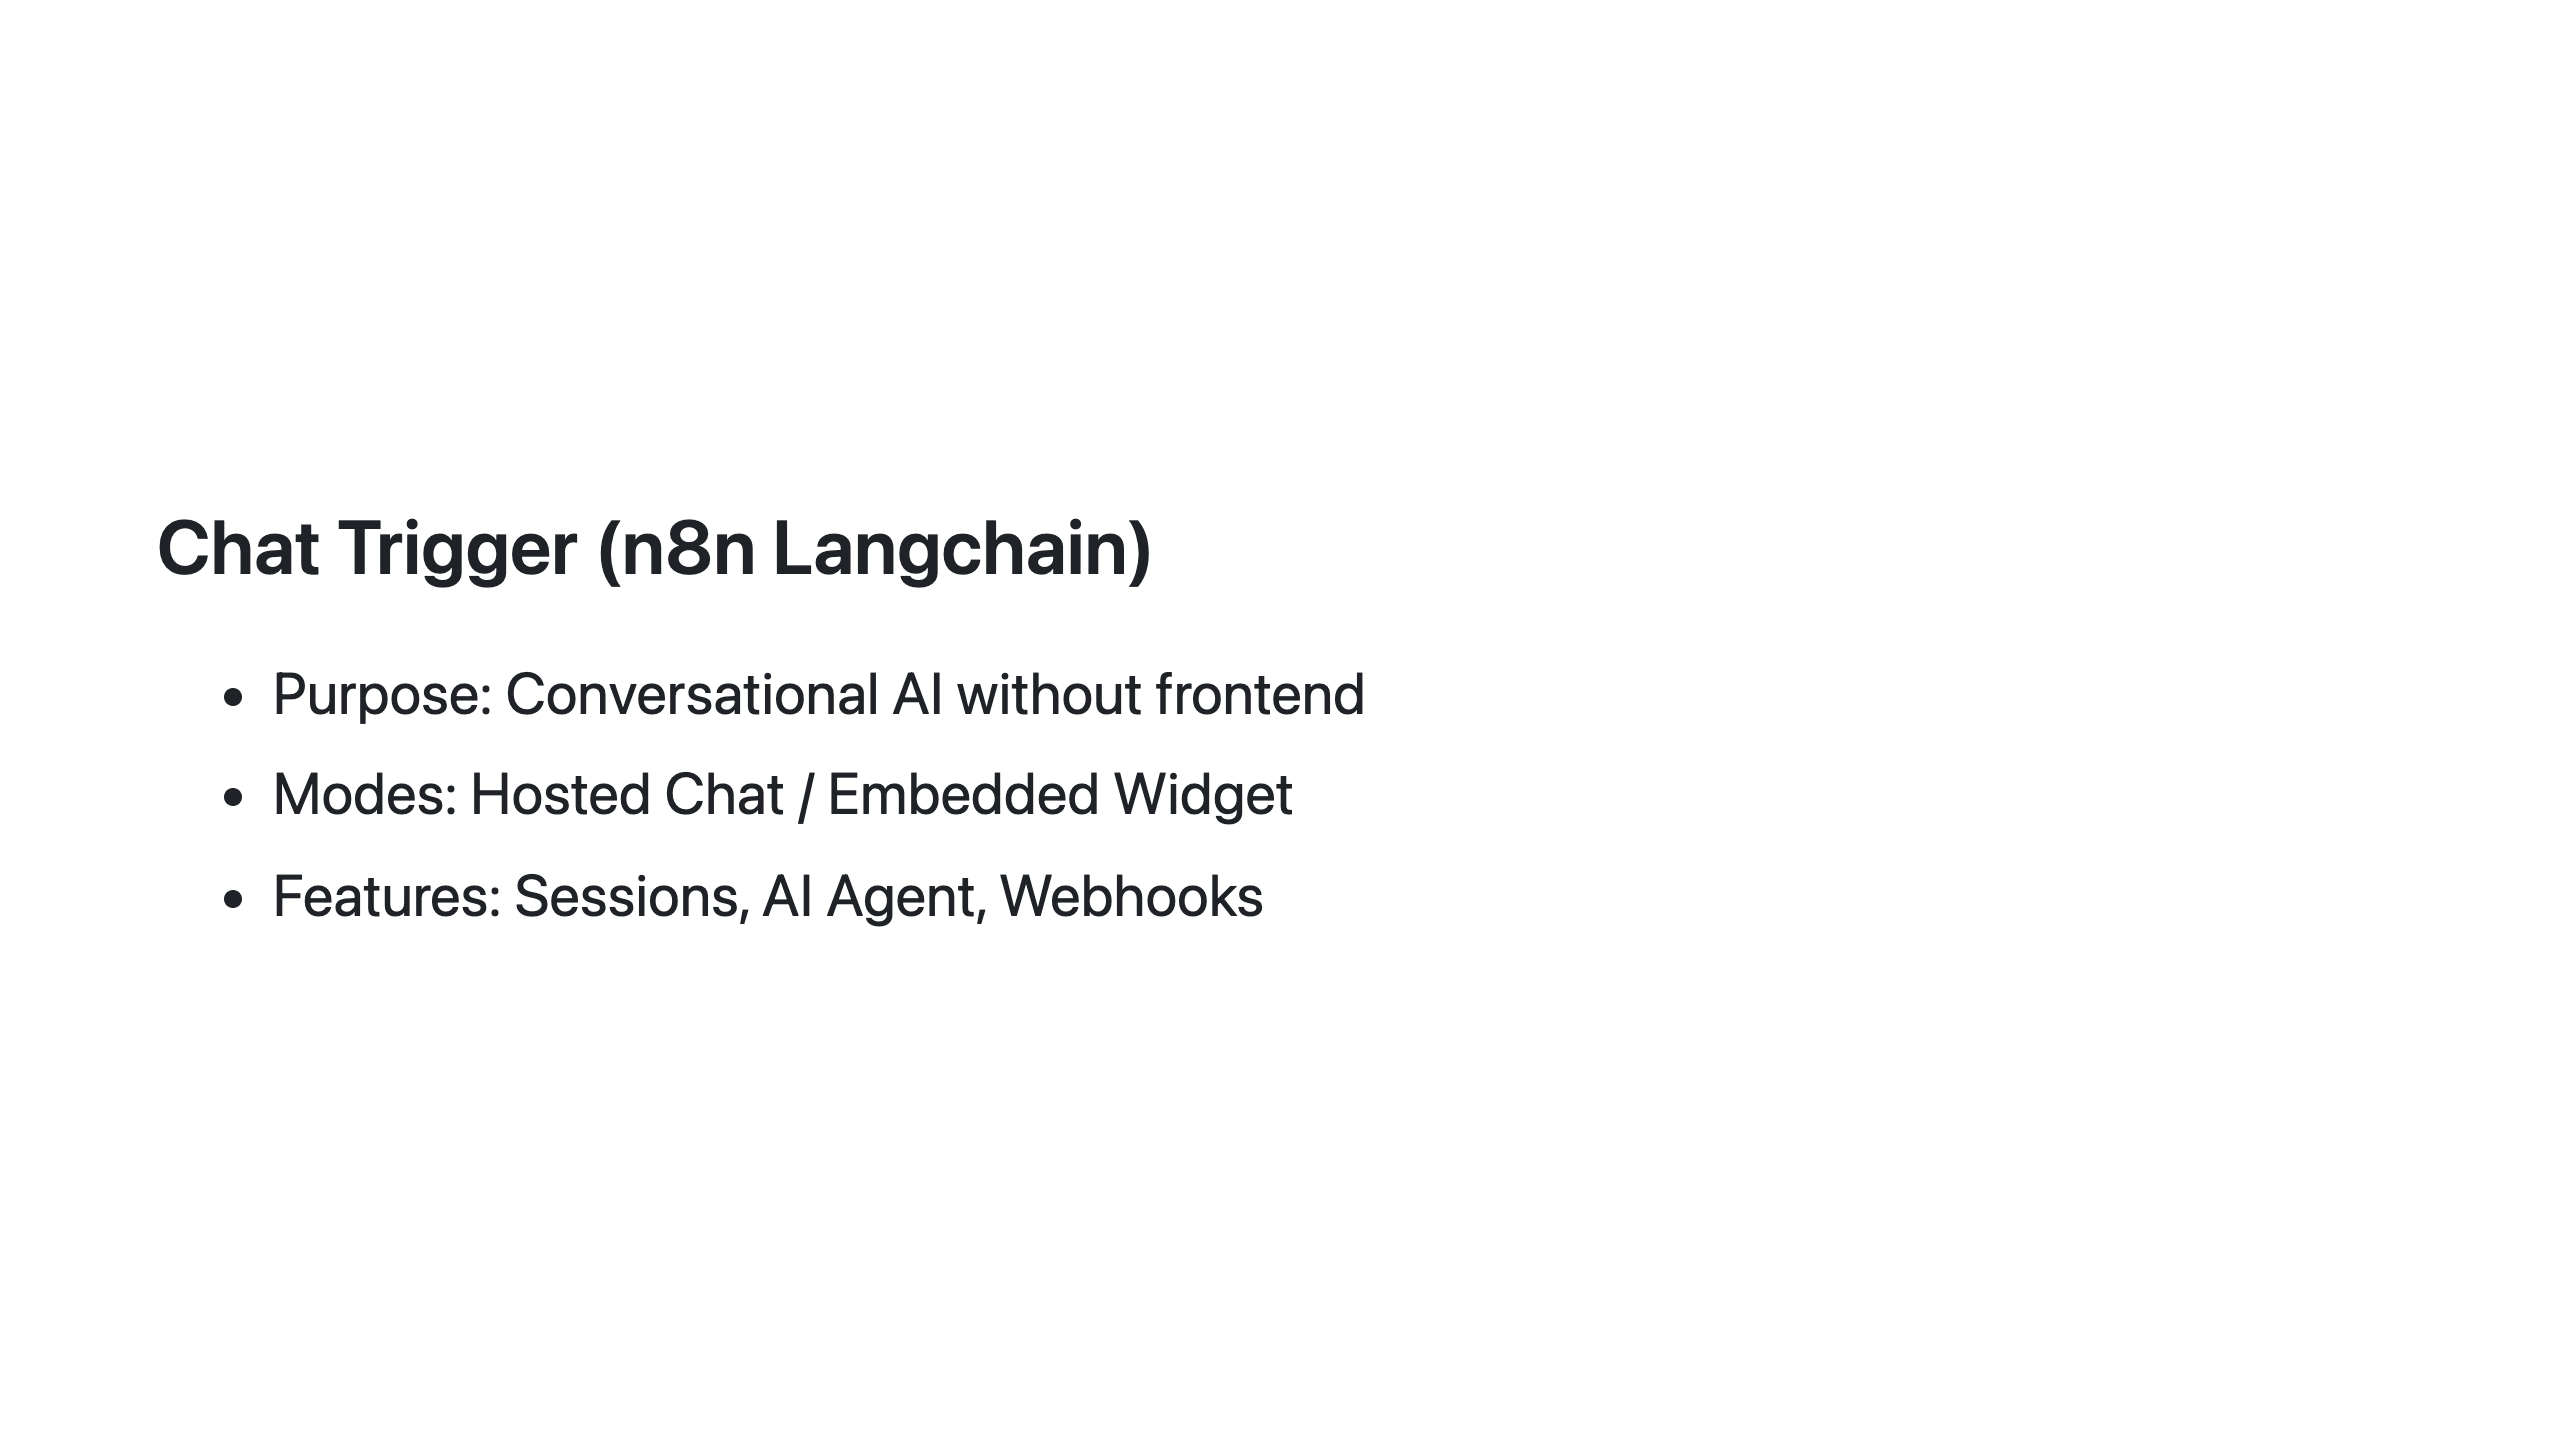 Chat Trigger (n8n Langchain)
• Purpose: Conversational AI without frontend
• Modes: Hosted Chat / Embedded Widget
• Features: Sessions, AI Agent, Webhooks